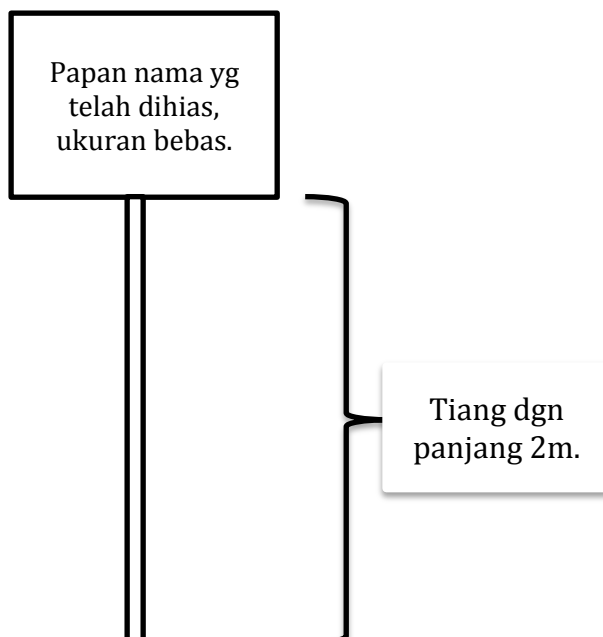 Papan nama yg
telah dihias,
ukuran bebas.
Tiang dgn
panjang 2m.